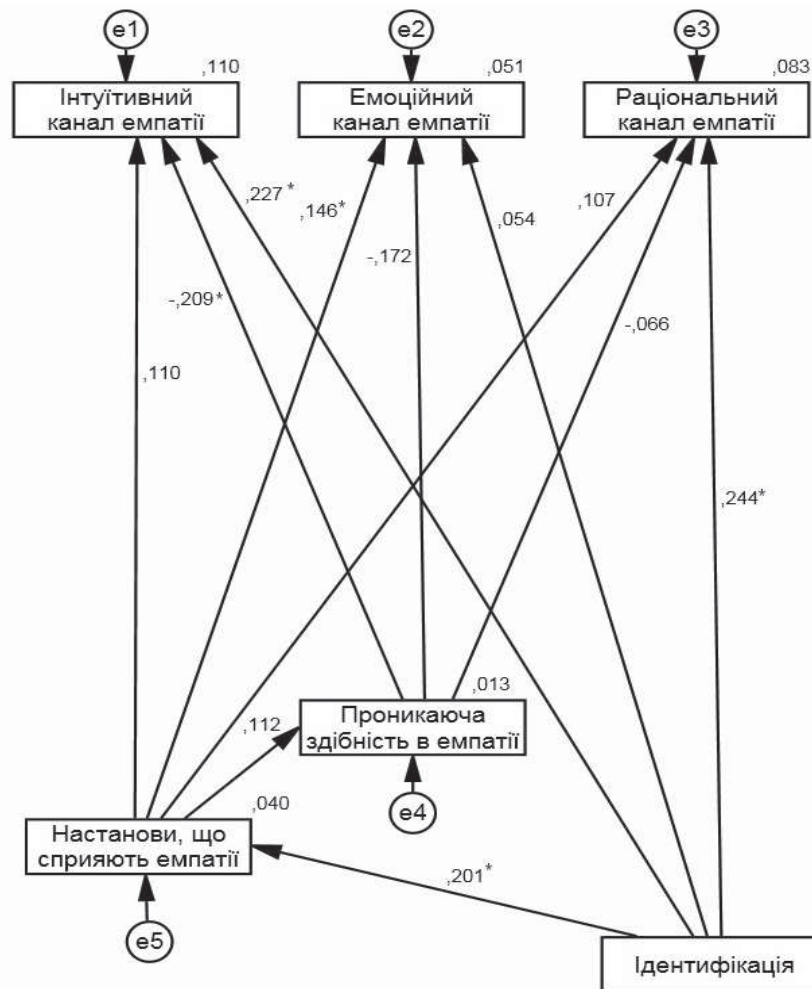 e1
e2
e3
,110
,051
,083
Інтуїтивний
канал емпатії
Емоційний
канал емпатії
Раціональний
канал емпатії
,227*
,146*
,054
,107
-,172
-,209*
-,066
,110
,244*
,013
Проникаюча
здібність в емпатії
,112
e4
,040
Настанови, що
сприяють емпатії
,201*
e5
Ідентифікація